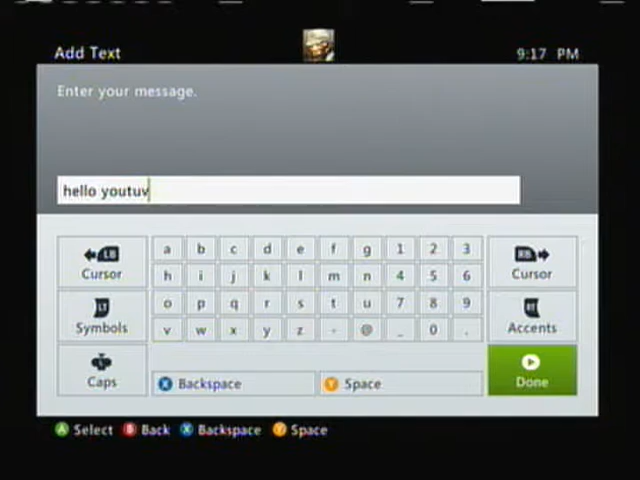 Add Text 9:17 PM
Enter your message.
hello youtuv
LB Cursor a b c d e f g 1 2 3 RB Cursor
h i j k l m n 4 5 6
LT Symbols o p q r s t u 7 8 9 RT Accents
v w x y z - @ _ 0 .
L Caps X Backspace Y Space Done
A Select B Back X Backspace Y Space